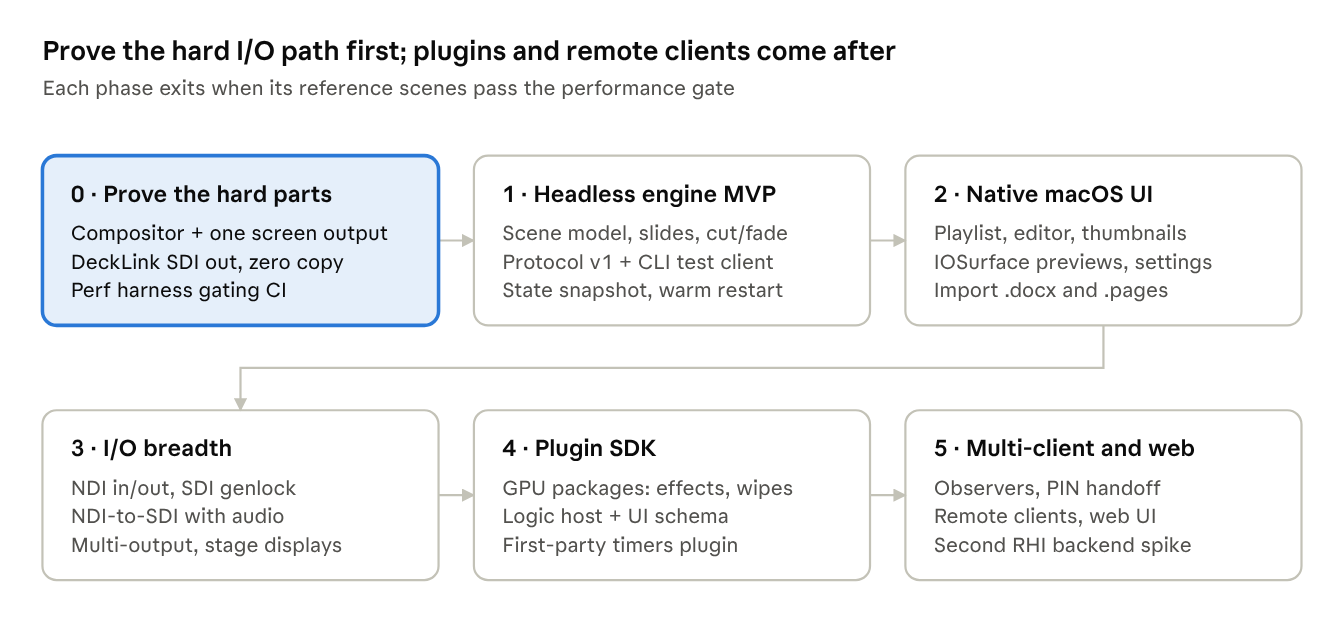 Prove the hard I/O path first; plugins and remote clients come after
Each phase exits when its reference scenes pass the performance gate
0 · Prove the hard parts
Compositor + one screen output
DeckLink SDI out, zero copy
Perf harness gating CI
1 · Headless engine MVP
Scene model, slides, cut/fade
Protocol v1 + CLI test client
State snapshot, warm restart
2 · Native macOS UI
Playlist, editor, thumbnails
IOSurface previews, settings
Import .docx and .pages
3 · I/O breadth
NDI in/out, SDI genlock
NDI-to-SDI with audio
Multi-output, stage displays
4 · Plugin SDK
GPU packages: effects, wipes
Logic host + UI schema
First-party timers plugin
5 · Multi-client and web
Observers, PIN handoff
Remote clients, web UI
Second RHI backend spike